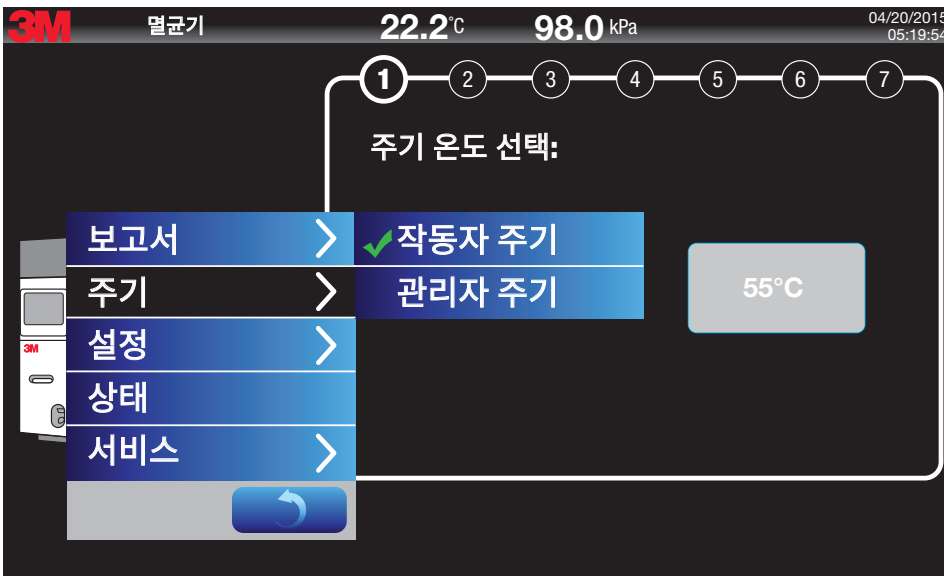 3M 멸균기 22.2°C 98.0 kPa 04/20/2015
05:19:54
1 2 3 4 5 6 7
주기 온도 선택:
보고서
작동자 주기
주기
관리자 주기
55°C
설정
3M
상태
서비스